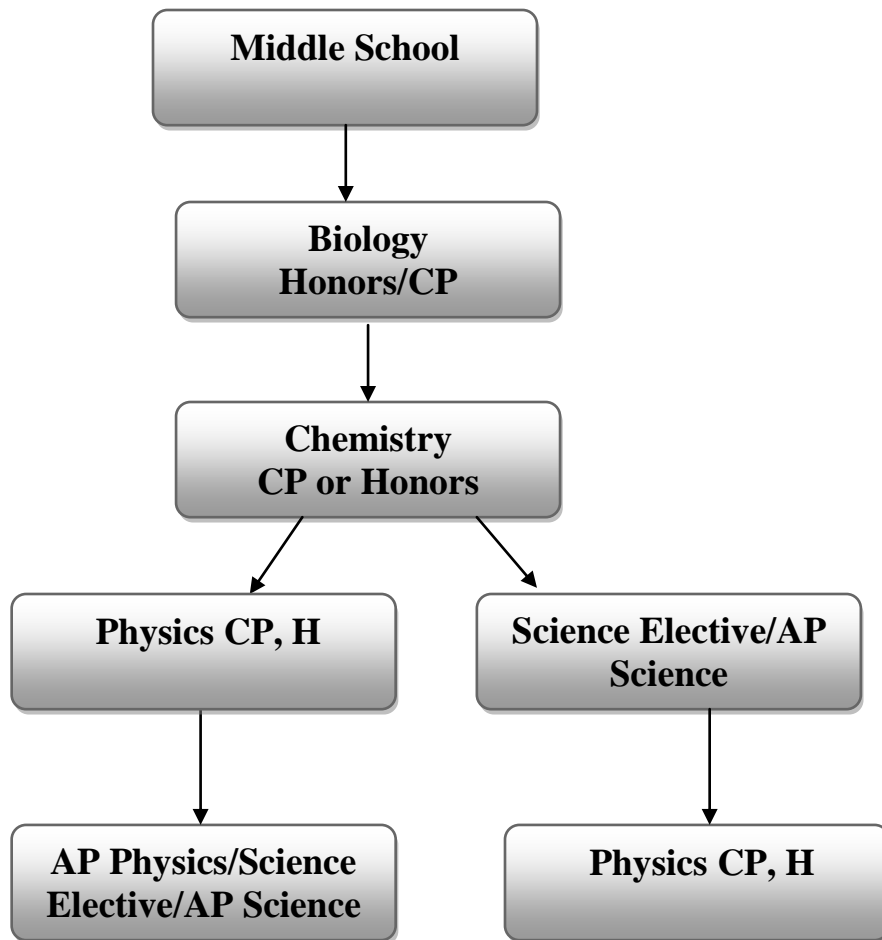 Middle School
Biology
Honors/CP
Chemistry
CP or Honors
Physics CP, H
Science Elective/AP
Science
AP Physics/Science
Elective/AP Science
Physics CP, H